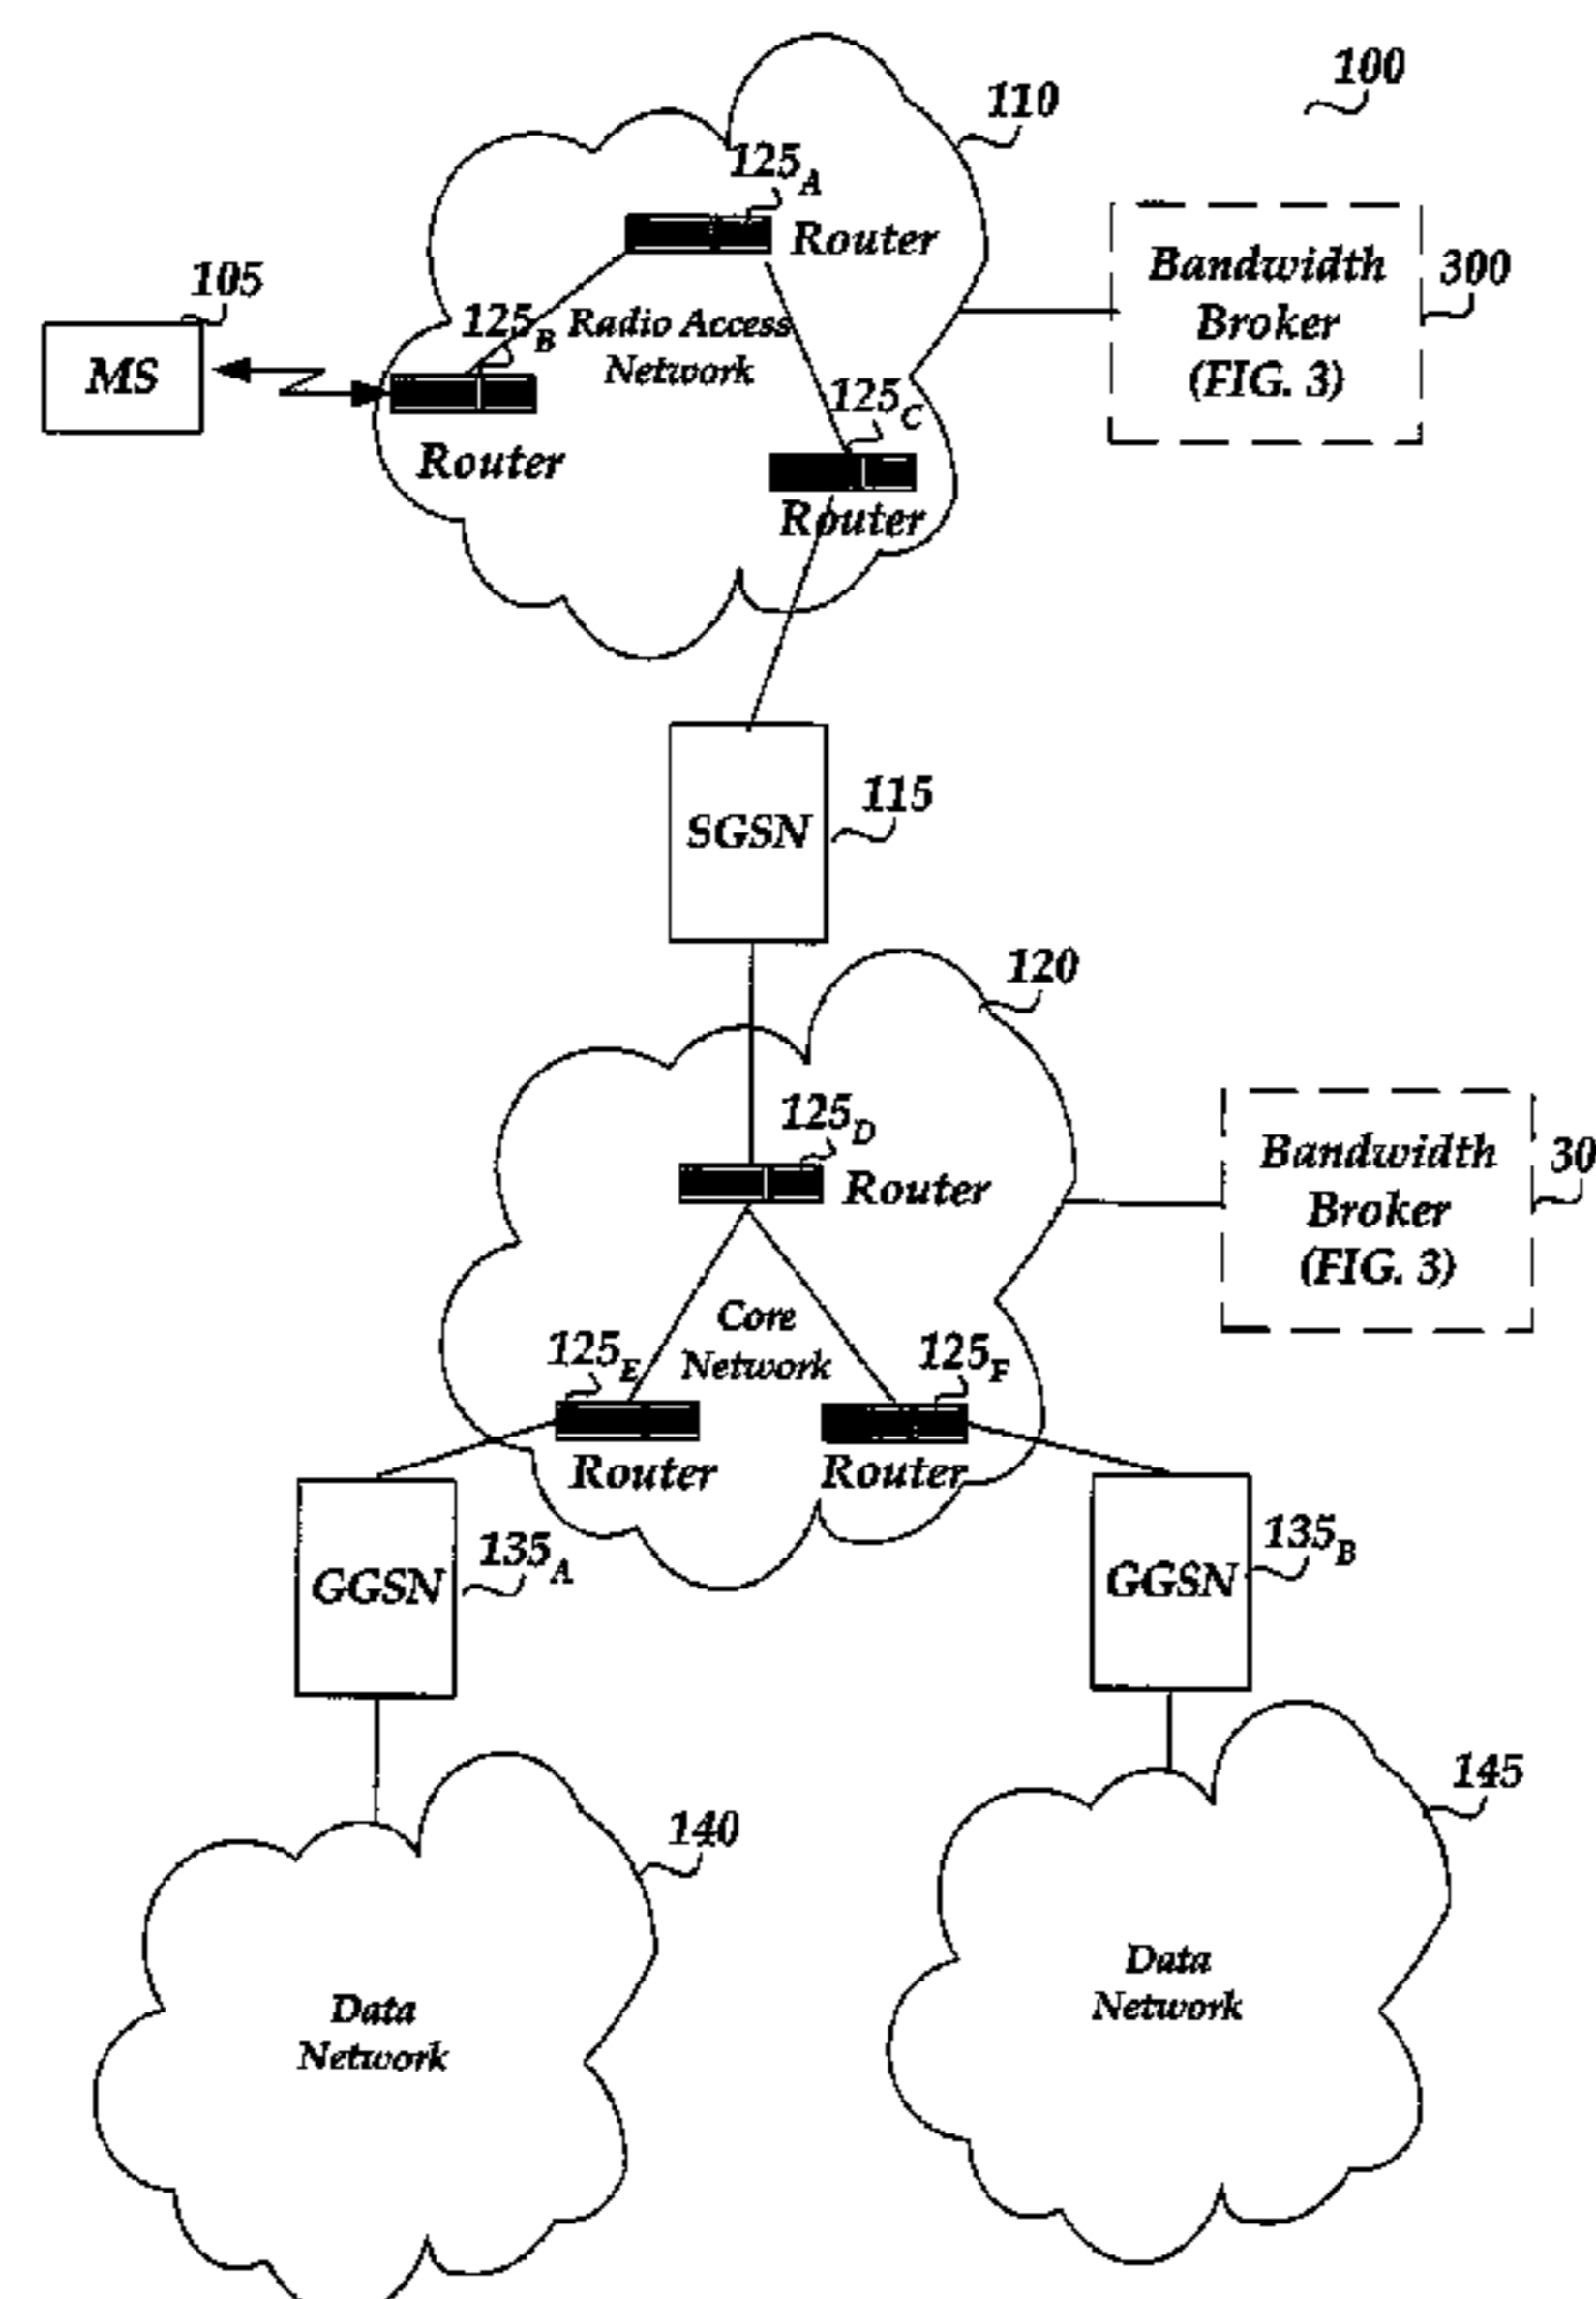 100
110
125A
Router
Bandwidth
Broker
(FIG. 3)
300
105
MS
125B
Radio Access
Network
Router
125C
Router
SGSN
115
120
125D
Router
Bandwidth
Broker
(FIG. 3)
30
Core
Network
125E
Router
125F
Router
GGSN
135A
GGSN
135B
140
Data
Network
145
Data
Network